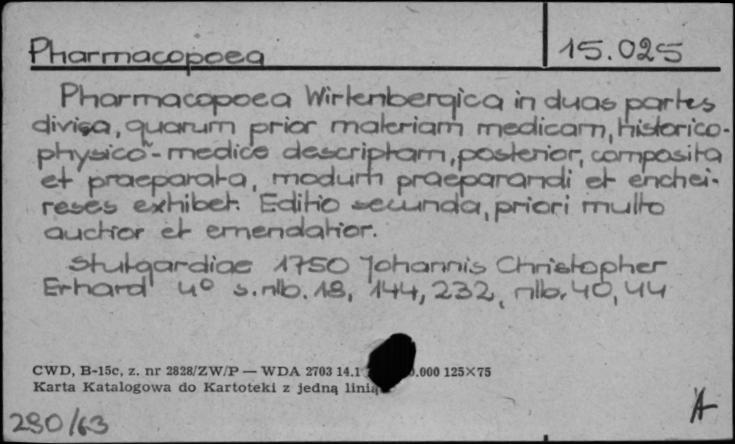 Pharmacopoea 15.025
Pharmacopoea Wirtenbergica in duas partes
divisa, quarum prior materiam medicam, historico-
physico-medice descriptam, posterior, composita
et praeparata, modum praeparandi et enchei-
reses exhibet. Editio secunda, priori multo
auctior et emendatior.
Stutgardiae 1750 Johannis Christopher
Erhard 4° s. nlb. 18, 144, 232, nlb. 40, 44
CWD, B-15c, z. nr 2828/ZW/P — WDA 2703 14.1 .000 125×75
Karta Katalogowa do Kartoteki z jedną linią
A
290/63